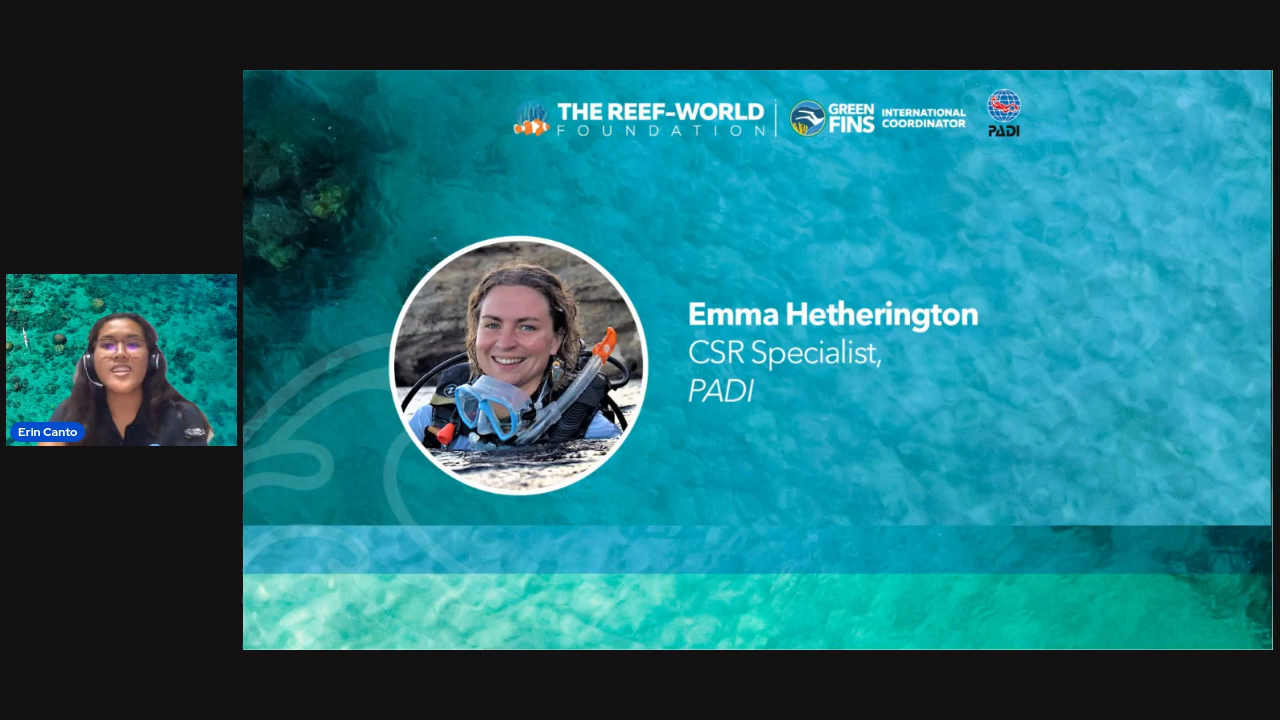 THE REEF-WORLD
FOUNDATION
GREEN
FINS
INTERNATIONAL
COORDINATOR
PADI
Emma Hetherington
CSR Specialist,
PADI
Erin Canto